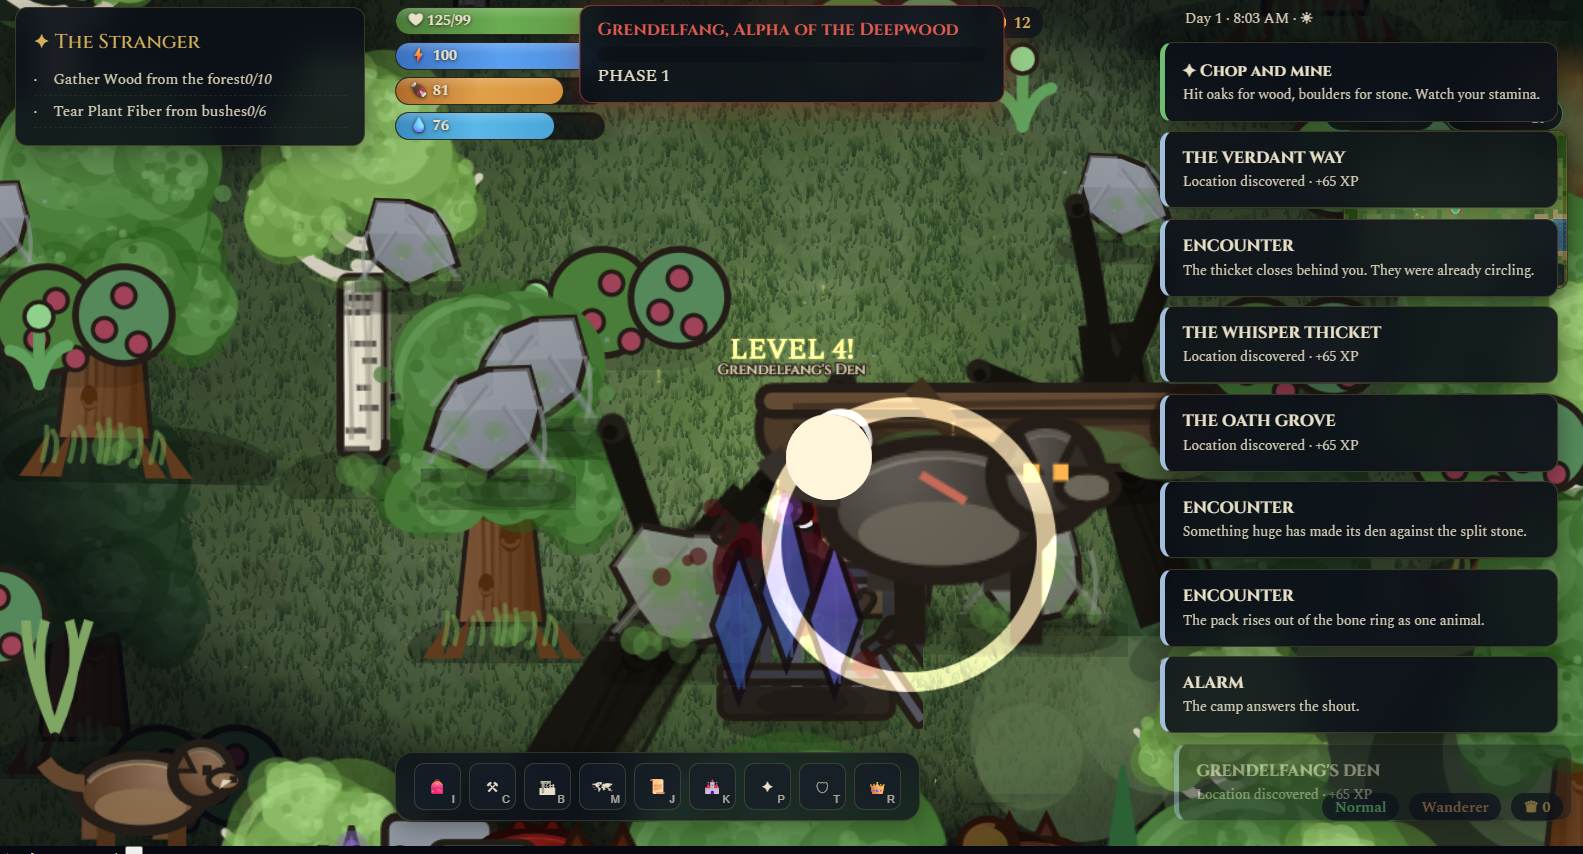 ✦ THE STRANGER
· Gather Wood from the forest0/10
· Tear Plant Fiber from bushes0/6
125/99
100
81
76
GRENDELFANG, ALPHA OF THE DEEPWOOD
PHASE 1
12
Day 1 · 8:03 AM · ☀
✦ CHOP AND MINE
Hit oaks for wood, boulders for stone. Watch your stamina.
THE VERDANT WAY
Location discovered · +65 XP
ENCOUNTER
The thicket closes behind you. They were already circling.
THE WHISPER THICKET
Location discovered · +65 XP
THE OATH GROVE
Location discovered · +65 XP
ENCOUNTER
Something huge has made its den against the split stone.
ENCOUNTER
The pack rises out of the bone ring as one animal.
ALARM
The camp answers the shout.
GRENDELFANG'S DEN
Location discovered · +65 XP
Normal
Wanderer
0
LEVEL 4!
GRENDELFANG'S DEN
I
C
B
M
J
K
P
T
R